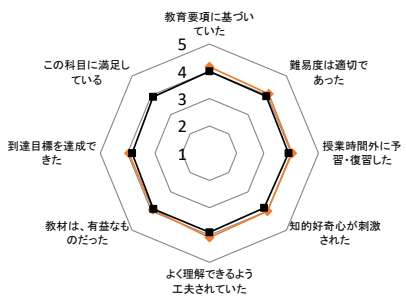 教育要項に基づい
ていた
難易度は適切で
あった
授業時間外に予
習・復習した
知的好奇心が刺激
された
よく理解できるよう
工夫されていた
教材は、有益なも
のだった
到達目標を達成で
きた
この科目に満足し
ている
5
4
3
2
1